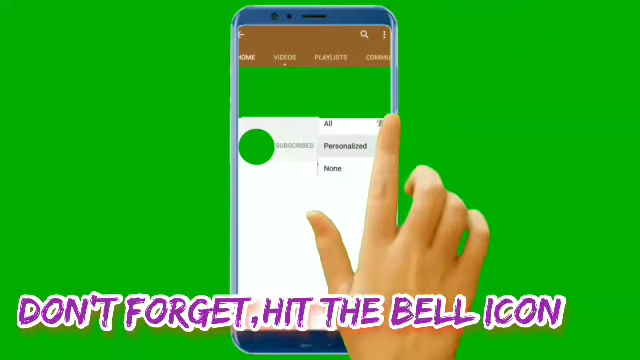 HOME VIDEOS PLAYLISTS COMMU
All
SUBSCRIBED Personalized
None
DON'T FORGET,HIT THE BELL ICON